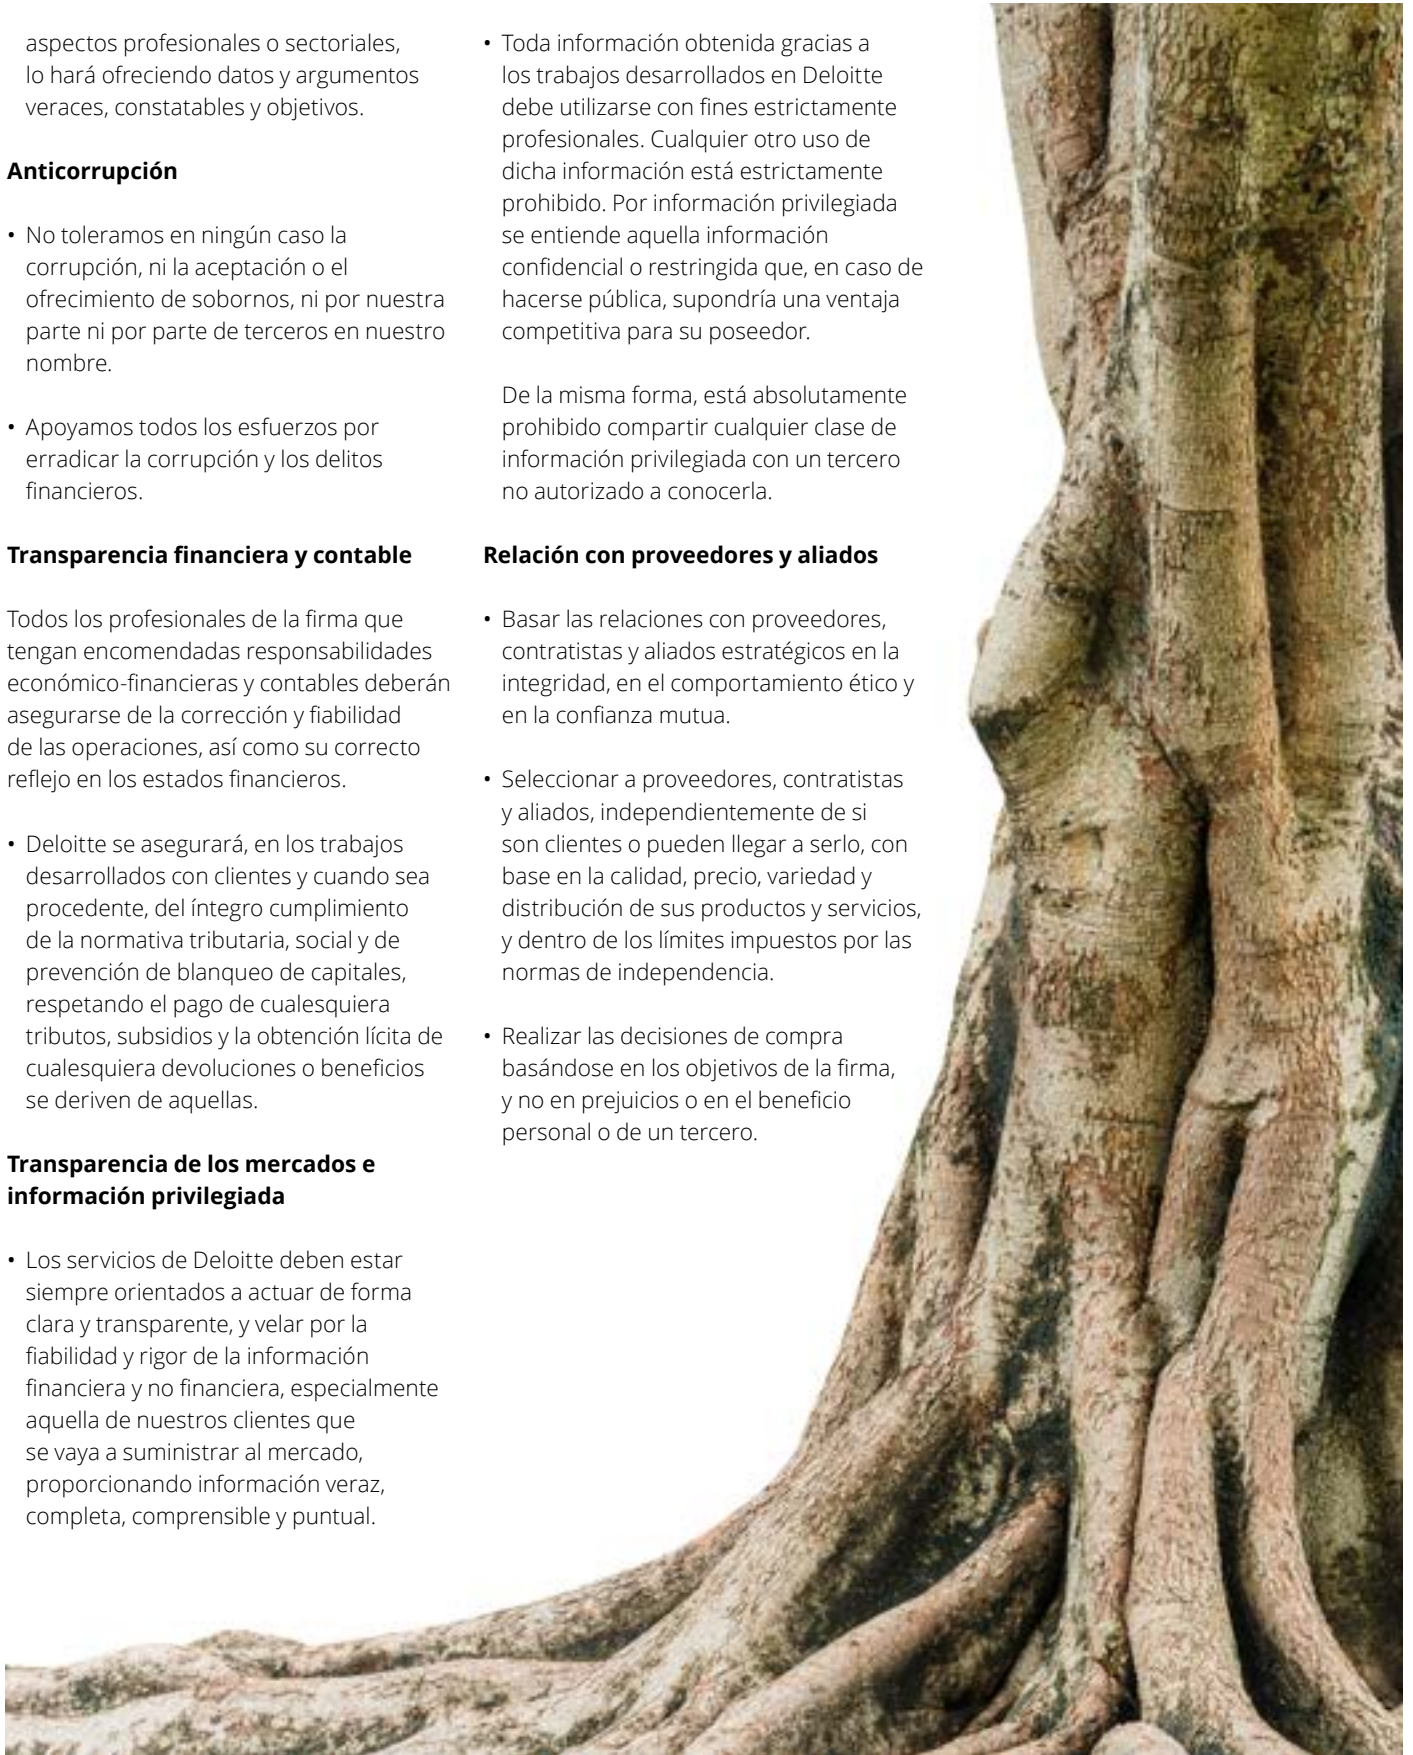 aspectos profesionales o sectoriales,
lo hará ofreciendo datos y argumentos
veraces, constatables y objetivos.
Anticorrupción
• No toleramos en ningún caso la
corrupción, ni la aceptación o el
ofrecimiento de sobornos, ni por nuestra
parte ni por parte de terceros en nuestro
nombre.
• Apoyamos todos los esfuerzos por
erradicar la corrupción y los delitos
financieros.
Transparencia financiera y contable
Todos los profesionales de la firma que
tengan encomendadas responsabilidades
económico-financieras y contables deberán
asegurarse de la corrección y fiabilidad
de las operaciones, así como su correcto
reflejo en los estados financieros.
• Deloitte se asegurará, en los trabajos
desarrollados con clientes y cuando sea
procedente, del íntegro cumplimiento
de la normativa tributaria, social y de
prevención de blanqueo de capitales,
respetando el pago de cualesquiera
tributos, subsidios y la obtención lícita de
cualesquiera devoluciones o beneficios
se deriven de aquellas.
Transparencia de los mercados e
información privilegiada
• Los servicios de Deloitte deben estar
siempre orientados a actuar de forma
clara y transparente, y velar por la
fiabilidad y rigor de la información
financiera y no financiera, especialmente
aquella de nuestros clientes que
se vaya a suministrar al mercado,
proporcionando información veraz,
completa, comprensible y puntual.
• Toda información obtenida gracias a
los trabajos desarrollados en Deloitte
debe utilizarse con fines estrictamente
profesionales. Cualquier otro uso de
dicha información está estrictamente
prohibido. Por información privilegiada
se entiende aquella información
confidencial o restringida que, en caso de
hacerse pública, supondría una ventaja
competitiva para su poseedor.
De la misma forma, está absolutamente
prohibido compartir cualquier clase de
información privilegiada con un tercero
no autorizado a conocerla.
Relación con proveedores y aliados
• Basar las relaciones con proveedores,
contratistas y aliados estratégicos en la
integridad, en el comportamiento ético y
en la confianza mutua.
• Seleccionar a proveedores, contratistas
y aliados, independientemente de si
son clientes o pueden llegar a serlo, con
base en la calidad, precio, variedad y
distribución de sus productos y servicios,
y dentro de los límites impuestos por las
normas de independencia.
• Realizar las decisiones de compra
basándose en los objetivos de la firma,
y no en prejuicios o en el beneficio
personal o de un tercero.